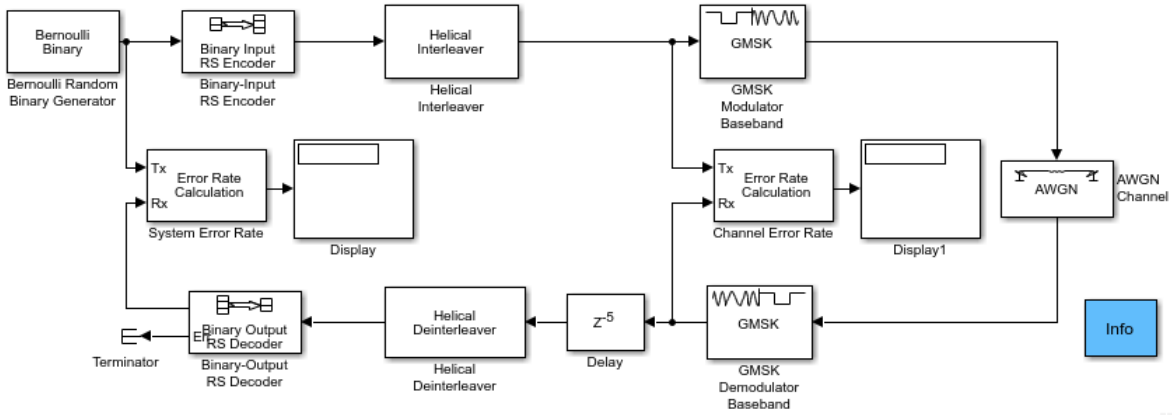 Bernoulli
Binary
Bernoulli Random
Binary Generator
Binary Input
RS Encoder
Binary-Input
RS Encoder
Helical
Interleaver
Helical
Interleaver
GMSK
GMSK
Modulator
Baseband
Tx
Rx
Error Rate
Calculation
System Error Rate
Display
Tx
Rx
Error Rate
Calculation
Channel Error Rate
Display1
AWGN
AWGN
Channel
Binary Output
RS Decoder
Err
Binary-Output
RS Decoder
Terminator
Helical
Deinterleaver
Helical
Deinterleaver
Z-5
Delay
GMSK
GMSK
Demodulator
Baseband
Info